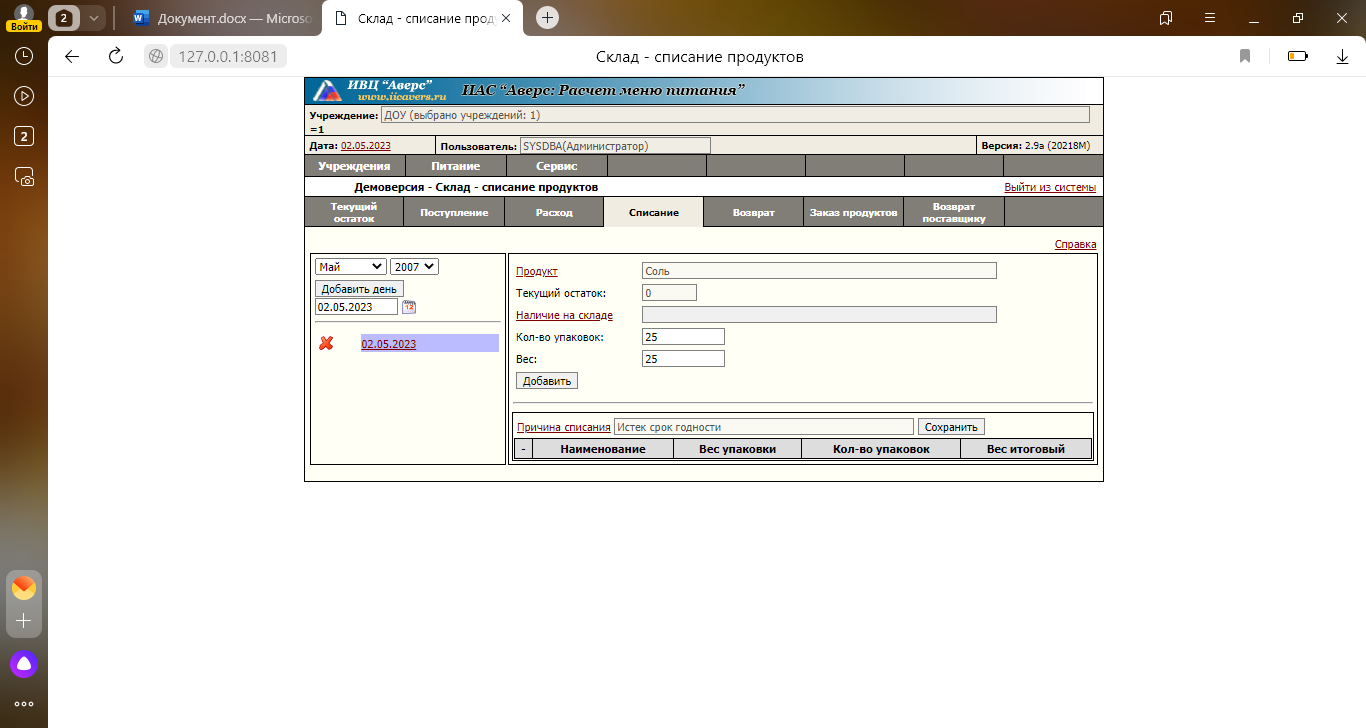 2
Документ.docx — Microso
Склад - списание прод
Войти
127.0.0.1:8081
Склад - списание продуктов
2
ИВЦ “Аверс”
www.iicavers.ru
ИАС “Аверс: Расчет меню питания”
Учреждение: ДОУ (выбрано учреждений: 1)
=1
Дата: 02.05.2023 Пользователь: SYSDBA(Администратор) Версия: 2.9a (20218M)
Учреждения Питание Сервис
Демоверсия - Склад - списание продуктов Выйти из системы
Текущий остаток Поступление Расход Списание Возврат Заказ продуктов Возврат поставщику
Справка
Май 2007
Добавить день
02.05.2023 12
02.05.2023
Продукт Соль
Текущий остаток: 0
Наличие на складе
Кол-во упаковок: 25
Вес: 25
Добавить
Причина списания Истек срок годности Сохранить
- Наименование Вес упаковки Кол-во упаковок Вес итоговый